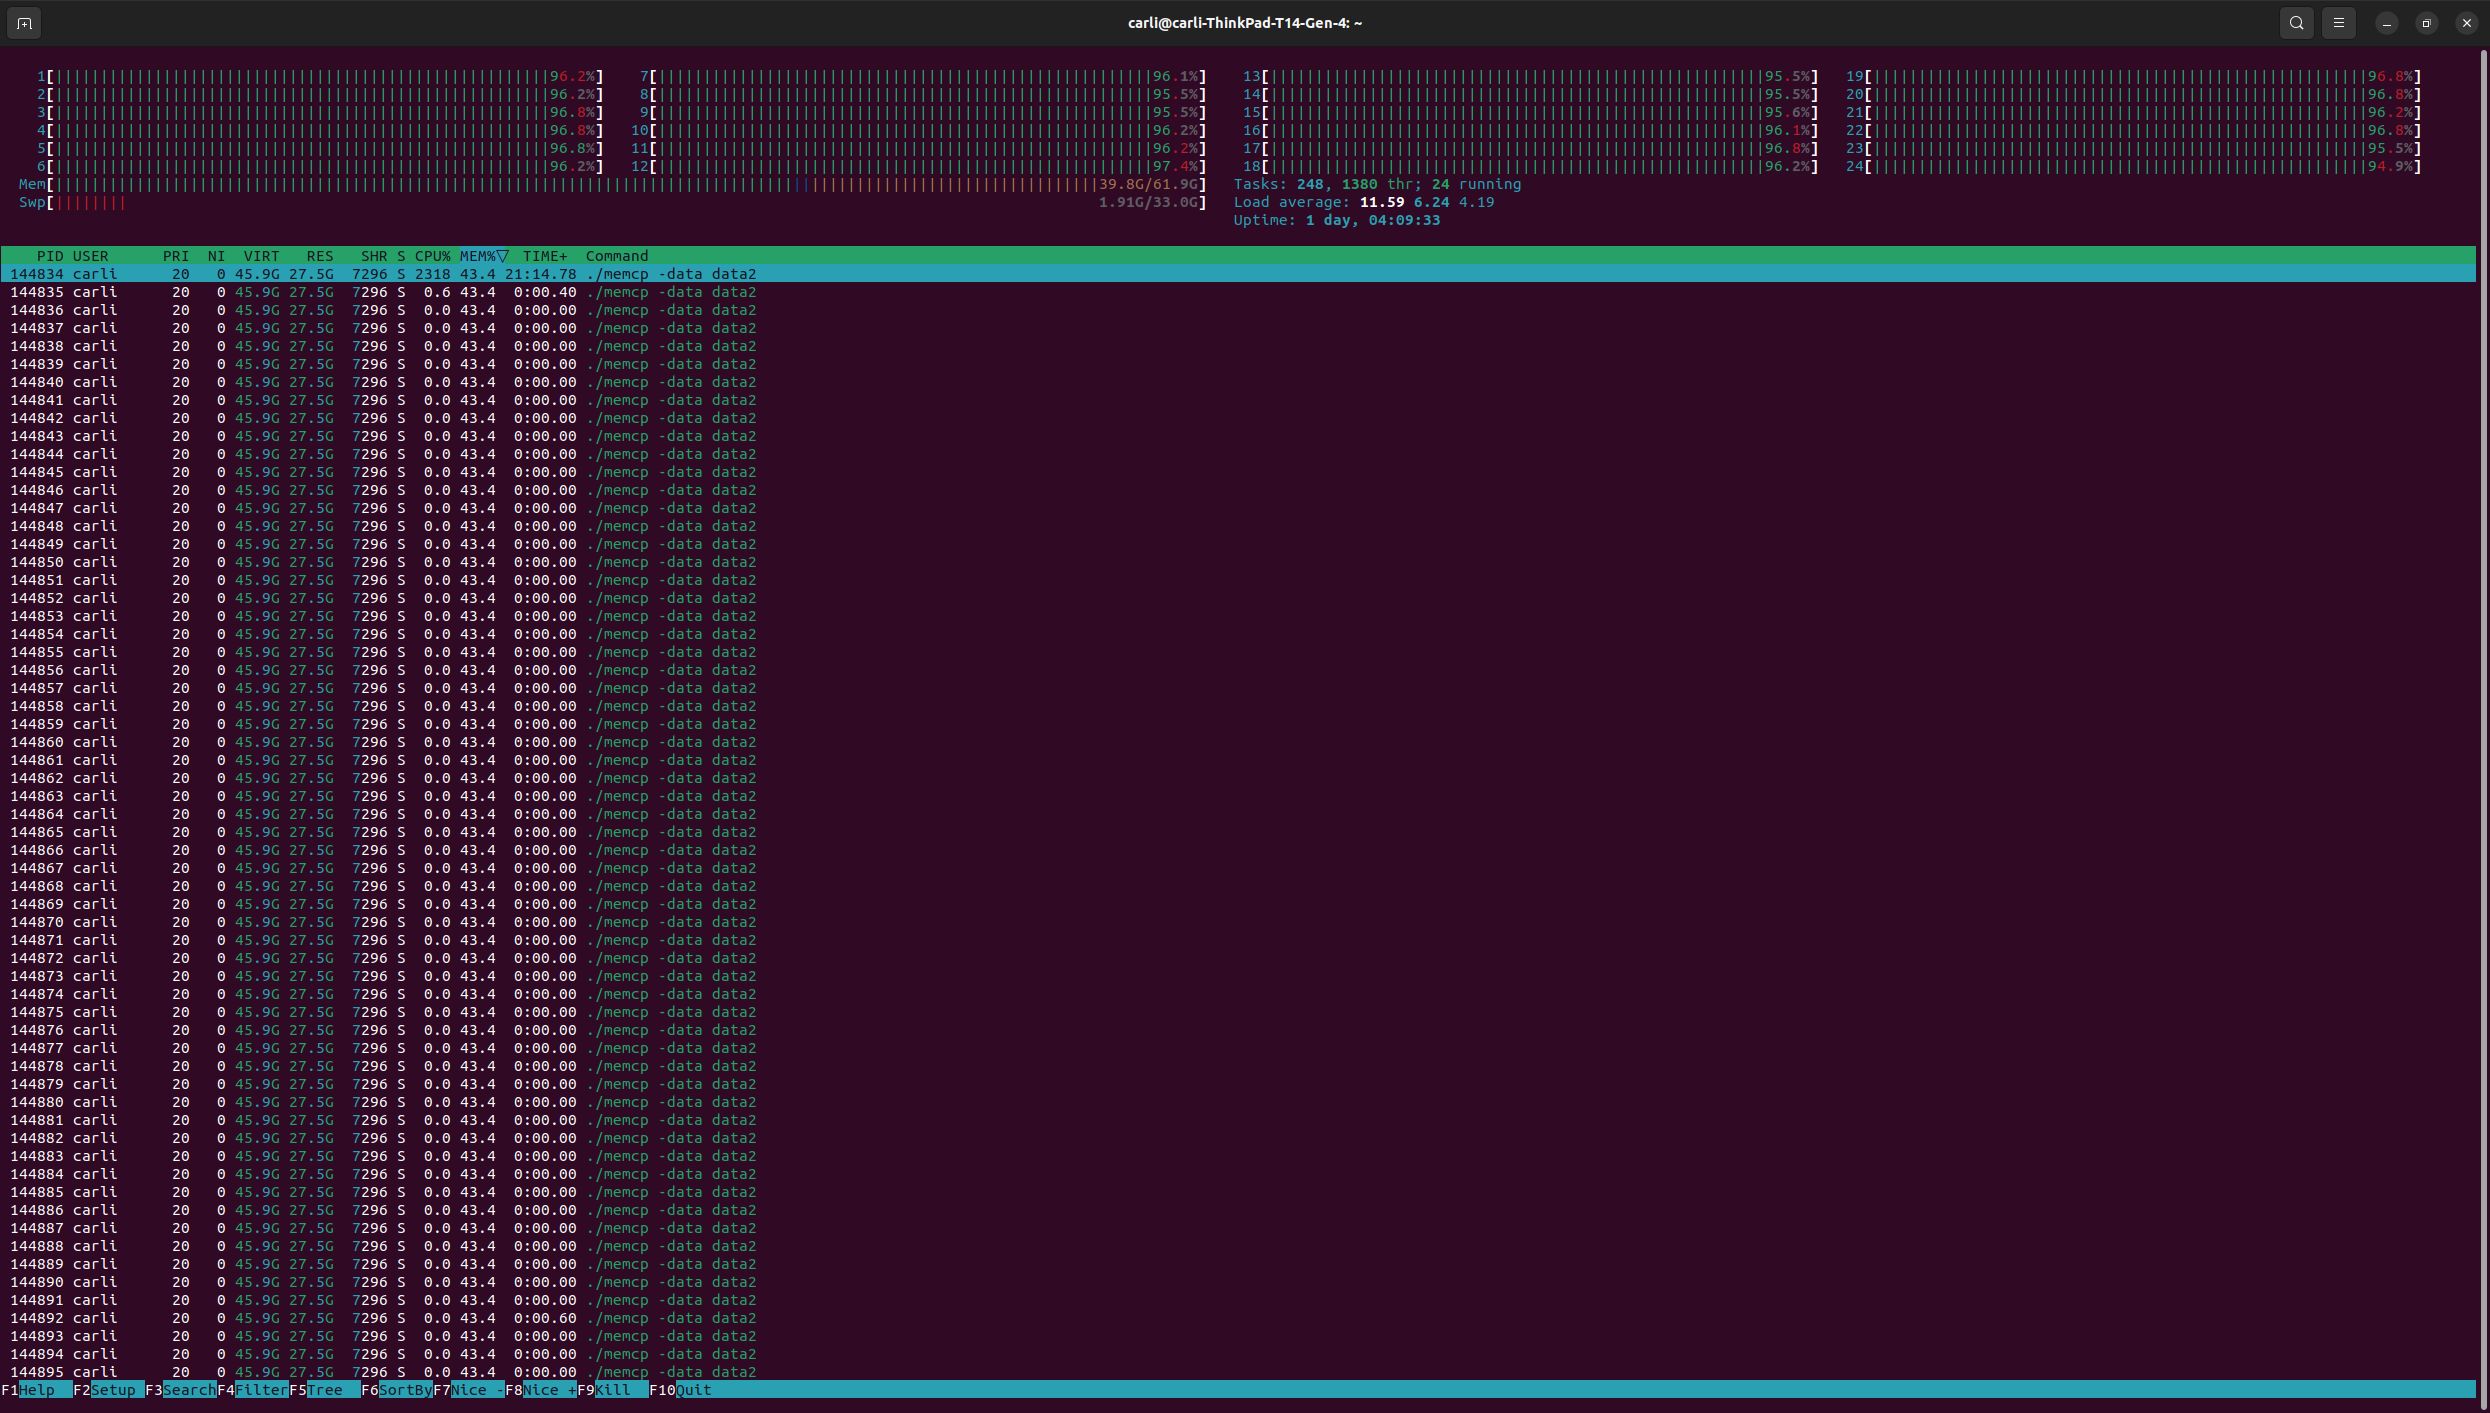 carli@carli-ThinkPad-T14-Gen-4: ~
1[96.2%] 7[96.1%] 13[95.5%] 19[96.8%]
2[96.2%] 8[95.5%] 14[95.5%] 20[96.8%]
3[96.8%] 9[95.5%] 15[95.6%] 21[96.2%]
4[96.8%] 10[96.2%] 16[96.1%] 22[96.8%]
5[96.8%] 11[96.2%] 17[96.8%] 23[95.5%]
6[96.2%] 12[97.4%] 18[96.2%] 24[94.9%]
Mem[39.8G/61.9G] Tasks: 248, 1380 thr; 24 running
Swp[1.91G/33.0G] Load average: 11.59 6.24 4.19
Uptime: 1 day, 04:09:33
PID USER PRI NI VIRT RES SHR S CPU% MEM%▽ TIME+ Command
144834 carli 20 0 45.9G 27.5G 7296 S 2318 43.4 21:14.78 ./memcp -data data2
144835 carli 20 0 45.9G 27.5G 7296 S 0.6 43.4 0:00.40 ./memcp -data data2
144836 carli 20 0 45.9G 27.5G 7296 S 0.0 43.4 0:00.00 ./memcp -data data2
144837 carli 20 0 45.9G 27.5G 7296 S 0.0 43.4 0:00.00 ./memcp -data data2
144838 carli 20 0 45.9G 27.5G 7296 S 0.0 43.4 0:00.00 ./memcp -data data2
144839 carli 20 0 45.9G 27.5G 7296 S 0.0 43.4 0:00.00 ./memcp -data data2
144840 carli 20 0 45.9G 27.5G 7296 S 0.0 43.4 0:00.00 ./memcp -data data2
144841 carli 20 0 45.9G 27.5G 7296 S 0.0 43.4 0:00.00 ./memcp -data data2
144842 carli 20 0 45.9G 27.5G 7296 S 0.0 43.4 0:00.00 ./memcp -data data2
144843 carli 20 0 45.9G 27.5G 7296 S 0.0 43.4 0:00.00 ./memcp -data data2
144844 carli 20 0 45.9G 27.5G 7296 S 0.0 43.4 0:00.00 ./memcp -data data2
144845 carli 20 0 45.9G 27.5G 7296 S 0.0 43.4 0:00.00 ./memcp -data data2
144846 carli 20 0 45.9G 27.5G 7296 S 0.0 43.4 0:00.00 ./memcp -data data2
144847 carli 20 0 45.9G 27.5G 7296 S 0.0 43.4 0:00.00 ./memcp -data data2
144848 carli 20 0 45.9G 27.5G 7296 S 0.0 43.4 0:00.00 ./memcp -data data2
144849 carli 20 0 45.9G 27.5G 7296 S 0.0 43.4 0:00.00 ./memcp -data data2
144850 carli 20 0 45.9G 27.5G 7296 S 0.0 43.4 0:00.00 ./memcp -data data2
144851 carli 20 0 45.9G 27.5G 7296 S 0.0 43.4 0:00.00 ./memcp -data data2
144852 carli 20 0 45.9G 27.5G 7296 S 0.0 43.4 0:00.00 ./memcp -data data2
144853 carli 20 0 45.9G 27.5G 7296 S 0.0 43.4 0:00.00 ./memcp -data data2
144854 carli 20 0 45.9G 27.5G 7296 S 0.0 43.4 0:00.00 ./memcp -data data2
144855 carli 20 0 45.9G 27.5G 7296 S 0.0 43.4 0:00.00 ./memcp -data data2
144856 carli 20 0 45.9G 27.5G 7296 S 0.0 43.4 0:00.00 ./memcp -data data2
144857 carli 20 0 45.9G 27.5G 7296 S 0.0 43.4 0:00.00 ./memcp -data data2
144858 carli 20 0 45.9G 27.5G 7296 S 0.0 43.4 0:00.00 ./memcp -data data2
144859 carli 20 0 45.9G 27.5G 7296 S 0.0 43.4 0:00.00 ./memcp -data data2
144860 carli 20 0 45.9G 27.5G 7296 S 0.0 43.4 0:00.00 ./memcp -data data2
144861 carli 20 0 45.9G 27.5G 7296 S 0.0 43.4 0:00.00 ./memcp -data data2
144862 carli 20 0 45.9G 27.5G 7296 S 0.0 43.4 0:00.00 ./memcp -data data2
144863 carli 20 0 45.9G 27.5G 7296 S 0.0 43.4 0:00.00 ./memcp -data data2
144864 carli 20 0 45.9G 27.5G 7296 S 0.0 43.4 0:00.00 ./memcp -data data2
144865 carli 20 0 45.9G 27.5G 7296 S 0.0 43.4 0:00.00 ./memcp -data data2
144866 carli 20 0 45.9G 27.5G 7296 S 0.0 43.4 0:00.00 ./memcp -data data2
144867 carli 20 0 45.9G 27.5G 7296 S 0.0 43.4 0:00.00 ./memcp -data data2
144868 carli 20 0 45.9G 27.5G 7296 S 0.0 43.4 0:00.00 ./memcp -data data2
144869 carli 20 0 45.9G 27.5G 7296 S 0.0 43.4 0:00.00 ./memcp -data data2
144870 carli 20 0 45.9G 27.5G 7296 S 0.0 43.4 0:00.00 ./memcp -data data2
144871 carli 20 0 45.9G 27.5G 7296 S 0.0 43.4 0:00.00 ./memcp -data data2
144872 carli 20 0 45.9G 27.5G 7296 S 0.0 43.4 0:00.00 ./memcp -data data2
144873 carli 20 0 45.9G 27.5G 7296 S 0.0 43.4 0:00.00 ./memcp -data data2
144874 carli 20 0 45.9G 27.5G 7296 S 0.0 43.4 0:00.00 ./memcp -data data2
144875 carli 20 0 45.9G 27.5G 7296 S 0.0 43.4 0:00.00 ./memcp -data data2
144876 carli 20 0 45.9G 27.5G 7296 S 0.0 43.4 0:00.00 ./memcp -data data2
144877 carli 20 0 45.9G 27.5G 7296 S 0.0 43.4 0:00.00 ./memcp -data data2
144878 carli 20 0 45.9G 27.5G 7296 S 0.0 43.4 0:00.00 ./memcp -data data2
144879 carli 20 0 45.9G 27.5G 7296 S 0.0 43.4 0:00.00 ./memcp -data data2
144880 carli 20 0 45.9G 27.5G 7296 S 0.0 43.4 0:00.00 ./memcp -data data2
144881 carli 20 0 45.9G 27.5G 7296 S 0.0 43.4 0:00.00 ./memcp -data data2
144882 carli 20 0 45.9G 27.5G 7296 S 0.0 43.4 0:00.00 ./memcp -data data2
144883 carli 20 0 45.9G 27.5G 7296 S 0.0 43.4 0:00.00 ./memcp -data data2
144884 carli 20 0 45.9G 27.5G 7296 S 0.0 43.4 0:00.00 ./memcp -data data2
144885 carli 20 0 45.9G 27.5G 7296 S 0.0 43.4 0:00.00 ./memcp -data data2
144886 carli 20 0 45.9G 27.5G 7296 S 0.0 43.4 0:00.00 ./memcp -data data2
144887 carli 20 0 45.9G 27.5G 7296 S 0.0 43.4 0:00.00 ./memcp -data data2
144888 carli 20 0 45.9G 27.5G 7296 S 0.0 43.4 0:00.00 ./memcp -data data2
144889 carli 20 0 45.9G 27.5G 7296 S 0.0 43.4 0:00.00 ./memcp -data data2
144890 carli 20 0 45.9G 27.5G 7296 S 0.0 43.4 0:00.00 ./memcp -data data2
144891 carli 20 0 45.9G 27.5G 7296 S 0.0 43.4 0:00.00 ./memcp -data data2
144892 carli 20 0 45.9G 27.5G 7296 S 0.0 43.4 0:00.60 ./memcp -data data2
144893 carli 20 0 45.9G 27.5G 7296 S 0.0 43.4 0:00.00 ./memcp -data data2
144894 carli 20 0 45.9G 27.5G 7296 S 0.0 43.4 0:00.00 ./memcp -data data2
144895 carli 20 0 45.9G 27.5G 7296 S 0.0 43.4 0:00.00 ./memcp -data data2
F1Help F2Setup F3SearchF4FilterF5Tree F6SortByF7Nice -F8Nice +F9Kill F10Quit